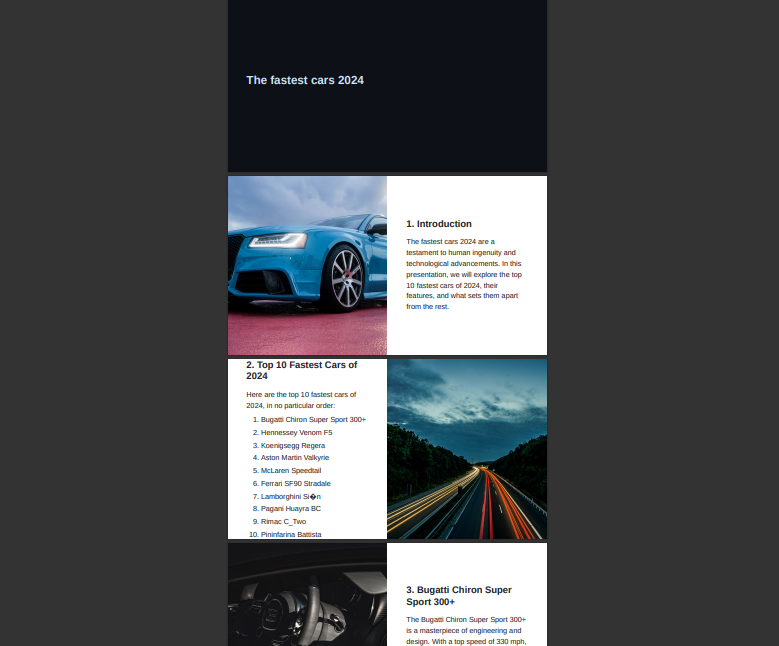 The fastest cars 2024
1. Introduction
The fastest cars 2024 are a
testament to human ingenuity and
technological advancements. In this
presentation, we will explore the top
10 fastest cars of 2024, their
features, and what sets them apart
from the rest.
2. Top 10 Fastest Cars of
2024
Here are the top 10 fastest cars of
2024, in no particular order:
1. Bugatti Chiron Super Sport 300+
2. Hennessey Venom F5
3. Koenigsegg Regera
4. Aston Martin Valkyrie
5. McLaren Speedtail
6. Ferrari SF90 Stradale
7. Lamborghini Si�n
8. Pagani Huayra BC
9. Rimac C_Two
10. Pininfarina Battista
3. Bugatti Chiron Super
Sport 300+
The Bugatti Chiron Super Sport 300+
is a masterpiece of engineering and
design. With a top speed of 330 mph,